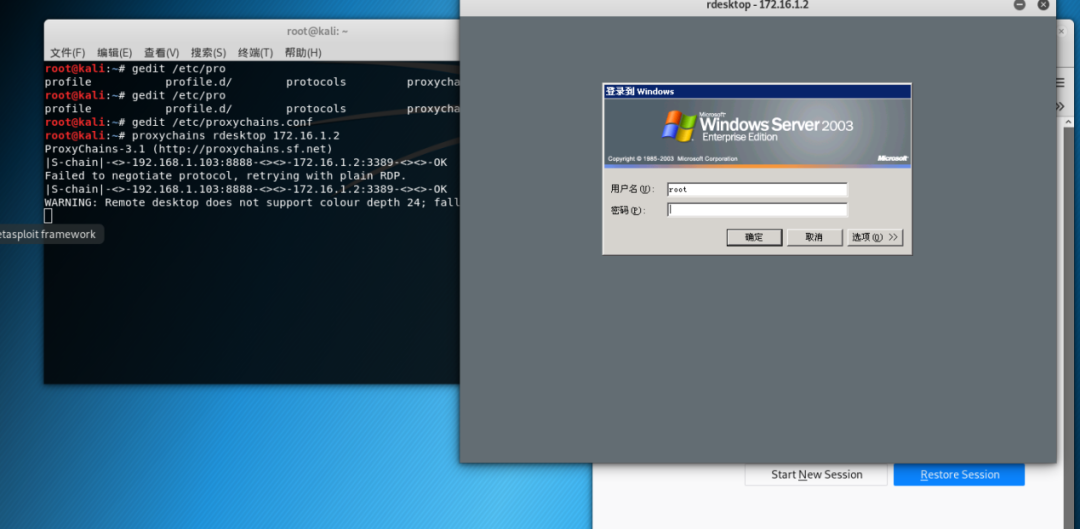 rdesktop - 172.16.1.2
root@kali: ~
文件(F) 编辑(E) 查看(V) 搜索(S) 终端(T) 帮助(H)
root@kali:~# gedit /etc/pro
profile profile.d/ protocols proxychains
root@kali:~# gedit /etc/pro
profile profile.d/ protocols proxycha
root@kali:~# gedit /etc/proxychains.conf
root@kali:~# proxychains rdesktop 172.16.1.2
ProxyChains-3.1 (http://proxychains.sf.net)
|S-chain|-<>-192.168.1.103:8888-<><>-172.16.1.2:3389-<><>-OK
Failed to negotiate protocol, retrying with plain RDP.
|S-chain|-<>-192.168.1.103:8888-<><>-172.16.1.2:3389-<><>-OK
WARNING: Remote desktop does not support colour depth 24; fall
etasploit framework
登录到 Windows
Microsoft
Windows Server 2003
Enterprise Edition
Copyright © 1985-2003 Microsoft Corporation
Microsoft
用户名(U): root
密码(P):
确定 取消 选项(O) >>
Start New Session Restore Session